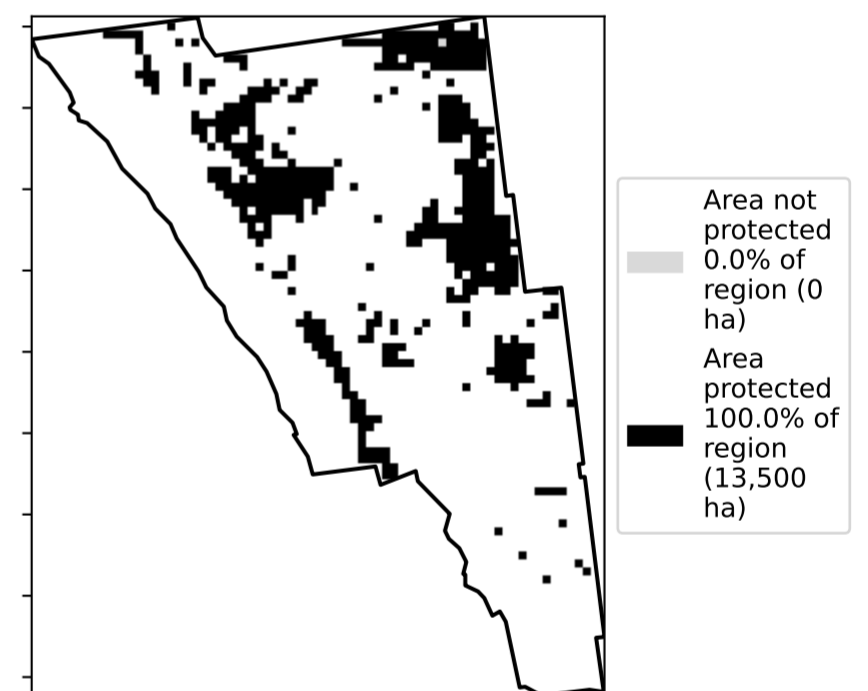 Area not
protected
0.0% of
region (0
ha)
Area
protected
100.0% of
region
(13,500
ha)